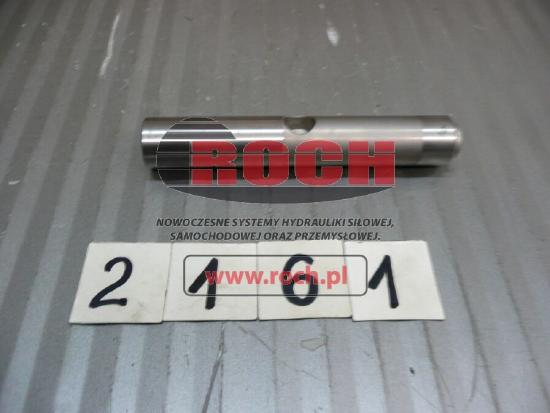 ROCH
NOWOCZESNE SYSTEMY HYDRAULIKI SIŁOWEJ,
SAMOCHODOWEJ ORAZ PRZEMYSŁOWEJ.
www.roch.pl
2 1 6 1